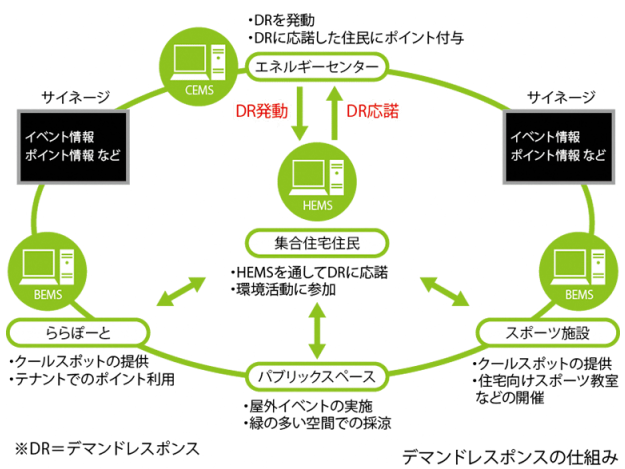 ・DRを発動
・DRに応諾した住民にポイント付与
エネルギーセンター
CEMS
サイネージ
イベント情報
ポイント情報 など
DR発動
DR応諾
サイネージ
イベント情報
ポイント情報 など
HEMS
集合住宅住民
・HEMSを通してDRに応諾
・環境活動に参加
BEMS
ららぽーと
・クールスポットの提供
・テナントでのポイント利用
BEMS
スポーツ施設
・クールスポットの提供
・住宅向けスポーツ教室
などの開催
パブリックスペース
・屋外イベントの実施
・緑の多い空間での採涼
※DR＝デマンドレスポンス
デマンドレスポンスの仕組み